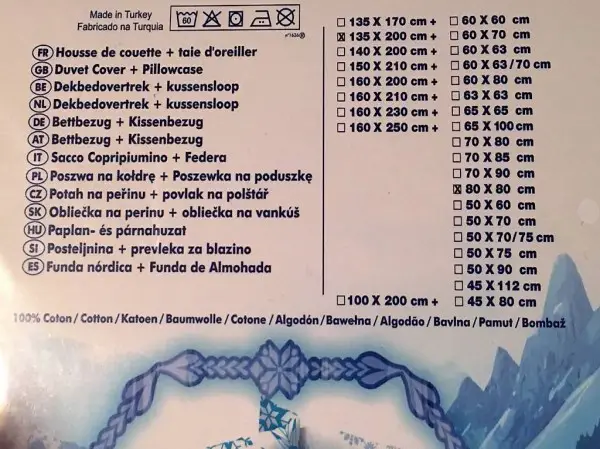 Made in Turkey
Fabricado na Turquia
60
FR Housse de couette + taie d'oreiller
GB Duvet Cover + Pillowcase
BE Dekbedovertrek + kussensloop
NL Dekbedovertrek + kussensloop
DE Bettbezug + Kissenbezug
AT Bettbezug + Kissenbezug
IT Sacco Copripiumino + Federa
PL Poszwa na kołdrę + Poszewka na poduszkę
CZ Potah na peřinu + povlak na polštář
SK Obliečka na perinu + obliečka na vankúš
HU Paplan- és párnahuzat
SI Posteljnina + prevleka za blazino
ES Funda nórdica + Funda de Almohada
135 X 170 cm +
135 X 200 cm +
140 X 200 cm +
150 X 210 cm +
160 X 200 cm +
160 X 210 cm +
160 X 230 cm +
160 X 250 cm +
100 X 200 cm +
60 X 60 cm
60 X 70 cm
60 X 63 cm
60 X 63/70 cm
60 X 80 cm
63 X 63 cm
65 X 65 cm
65 X 100 cm
70 X 80 cm
70 X 85 cm
70 X 90 cm
80 X 80 cm
50 X 60 cm
50 X 70 cm
50 X 70/75 cm
50 X 75 cm
50 X 90 cm
45 X 112 cm
45 X 80 cm
100% Coton / Cotton / Katoen / Baumwolle / Cotone / Algodón / Bawełna / Algodão / Bavlna / Pamut / Bombaž